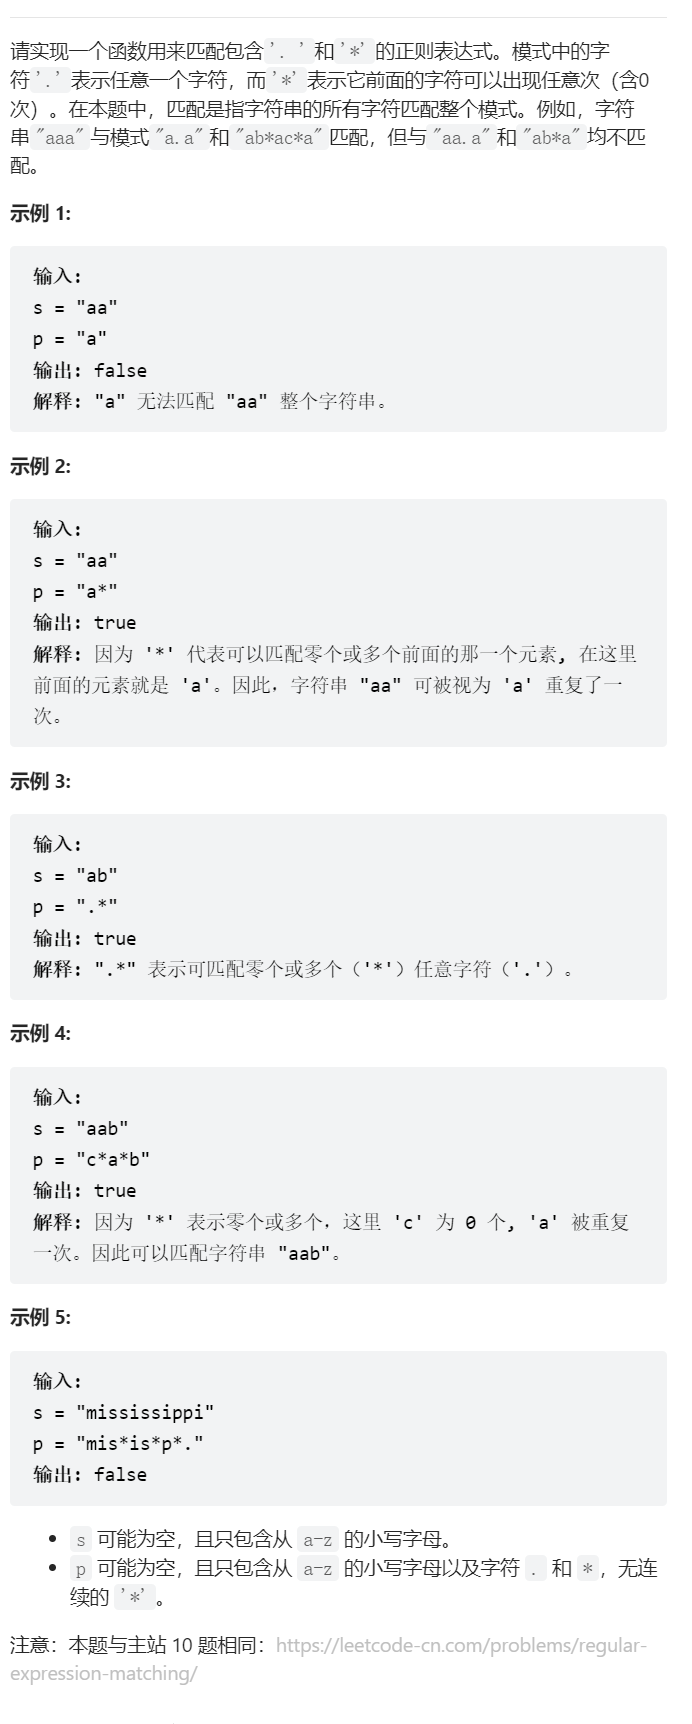 请实现一个函数用来匹配包含'. '和'*'的正则表达式。模式中的字
符'.'表示任意一个字符，而'*'表示它前面的字符可以出现任意次（含0
次）。在本题中，匹配是指字符串的所有字符匹配整个模式。例如，字符
串"aaa"与模式"a.a"和"ab*ac*a"匹配，但与"aa.a"和"ab*a"均不匹
配。
示例 1:
输入:
s = "aa"
p = "a"
输出: false
解释: "a" 无法匹配 "aa" 整个字符串。
示例 2:
输入:
s = "aa"
p = "a*"
输出: true
解释: 因为 '*' 代表可以匹配零个或多个前面的那一个元素, 在这里
前面的元素就是 'a'。因此，字符串 "aa" 可被视为 'a' 重复了一
次。
示例 3:
输入:
s = "ab"
p = ".*"
输出: true
解释: ".*" 表示可匹配零个或多个（'*'）任意字符（'.'）。
示例 4:
输入:
s = "aab"
p = "c*a*b"
输出: true
解释: 因为 '*' 表示零个或多个，这里 'c' 为 0 个, 'a' 被重复
一次。因此可以匹配字符串 "aab"。
示例 5:
输入:
s = "mississippi"
p = "mis*is*p*."
输出: false
• s 可能为空，且只包含从 a-z 的小写字母。
• p 可能为空，且只包含从 a-z 的小写字母以及字符 . 和 *，无连
续的 '*'。
注意：本题与主站 10 题相同：https://leetcode-cn.com/problems/regular-
expression-matching/